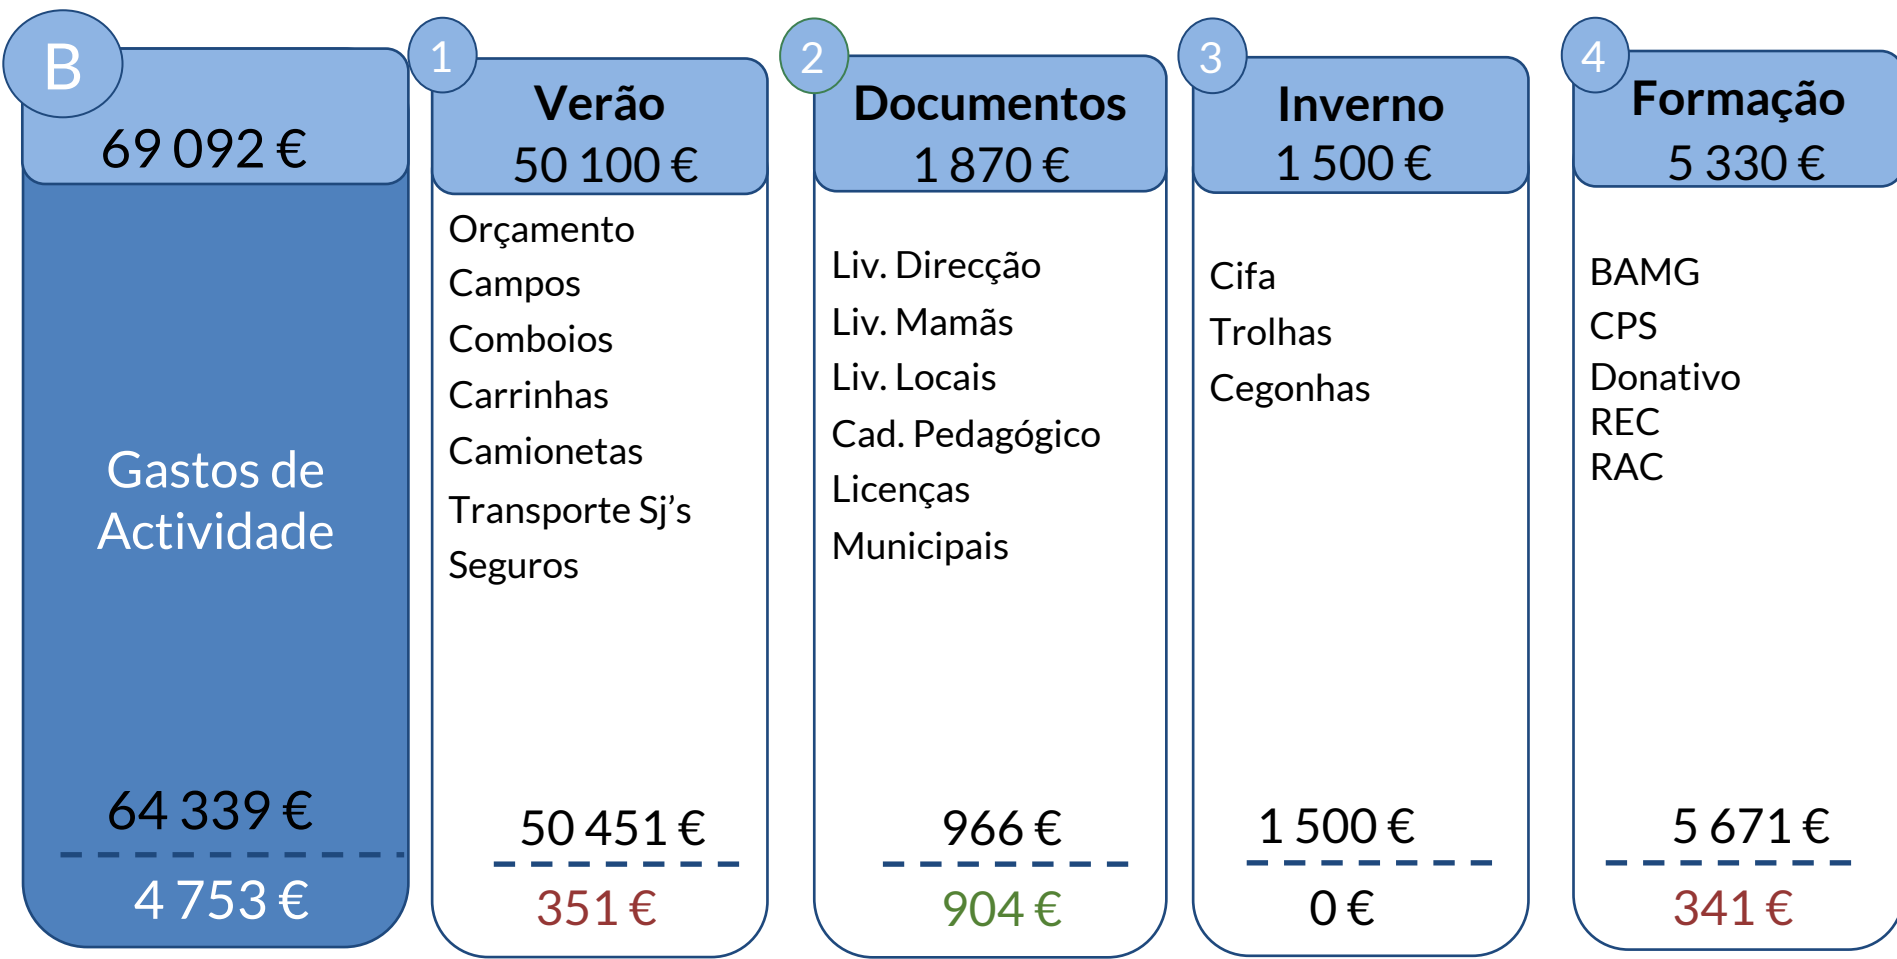 B
69 092 €
Gastos de
Actividade
64 339 €
4 753 €
1
Verão
50 100 €
Orçamento
Campos
Comboios
Carrinhas
Camionetas
Transporte Sj’s
Seguros
50 451 €
351 €
2
Documentos
1 870 €
Liv. Direcção
Liv. Mamãs
Liv. Locais
Cad. Pedagógico
Licenças
Municipais
966 €
904 €
3
Inverno
1 500 €
Cifa
Trolhas
Cegonhas
1 500 €
0 €
4
Formação
5 330 €
BAMG
CPS
Donativo
REC
RAC
5 671 €
341 €